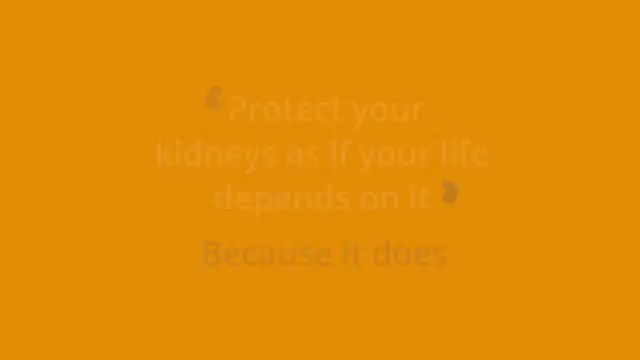 Protect your
kidneys as if your life
depends on it
Because it does